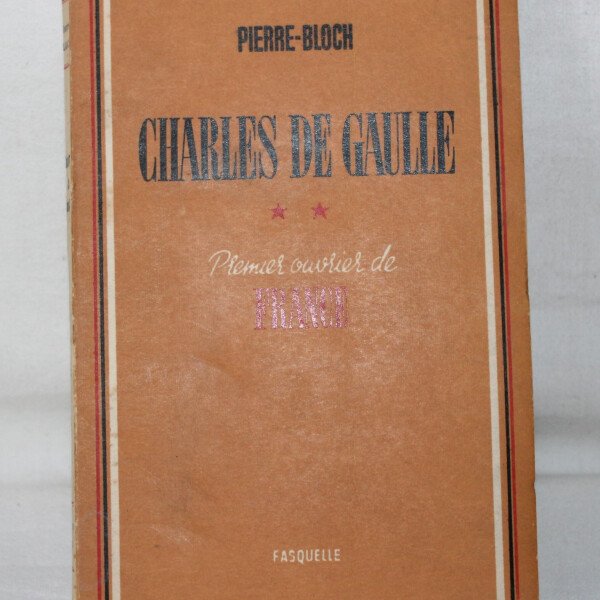 PIERRE-BLOCH
CHARLES DE GAULLE
★ ★
Premier ouvrier de
FRANCE
FASQUELLE